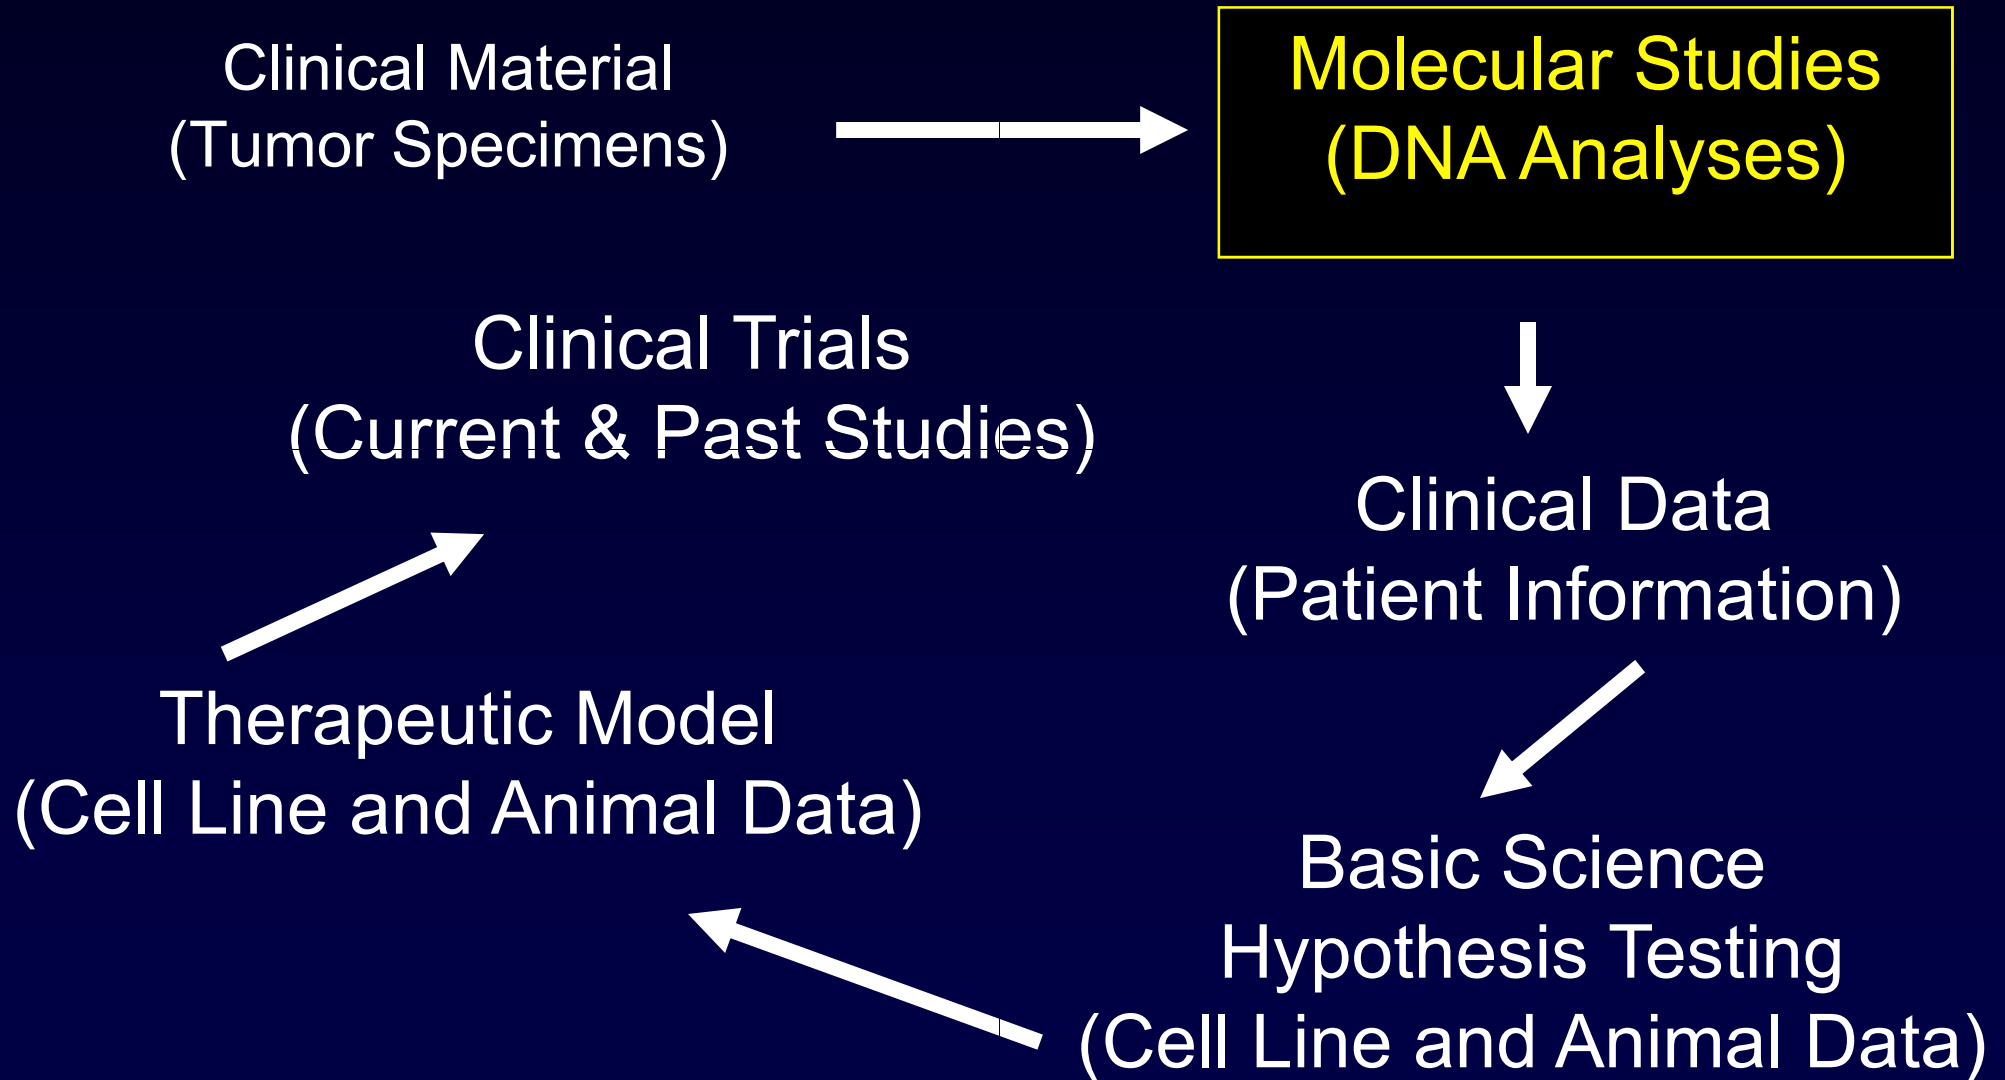 Clinical Material
(Tumor Specimens)
Molecular Studies
(DNA Analyses)
Clinical Trials
(Current & Past Studies)
Clinical Data
(Patient Information)
Therapeutic Model
(Cell Line and Animal Data)
Basic Science
Hypothesis Testing
(Cell Line and Animal Data)